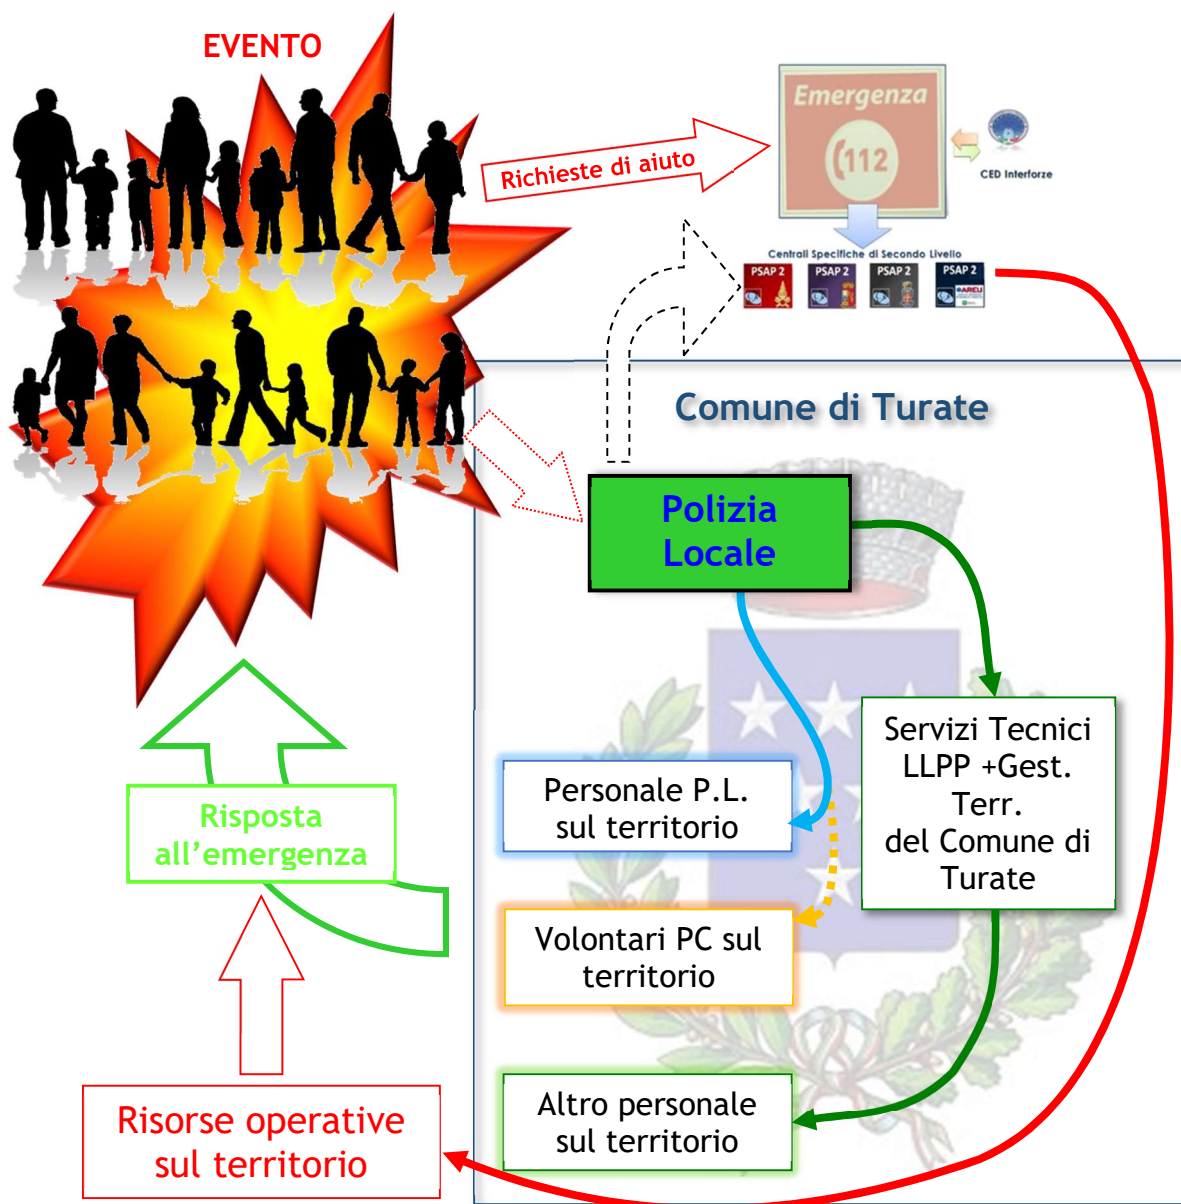 EVENTO
Emergenza
112
CED Interforze
Richieste di aiuto
Centrali Specifiche di Secondo Livello
PSAP 2
PSAP 2
PSAP 2
PSAP 2
AREU
Comune di Turate
Polizia
Locale
Servizi Tecnici
LLPP +Gest.
Terr.
del Comune di
Turate
Personale P.L.
sul territorio
Risposta
all’emergenza
Volontari PC sul
territorio
Altro personale
sul territorio
Risorse operative
sul territorio